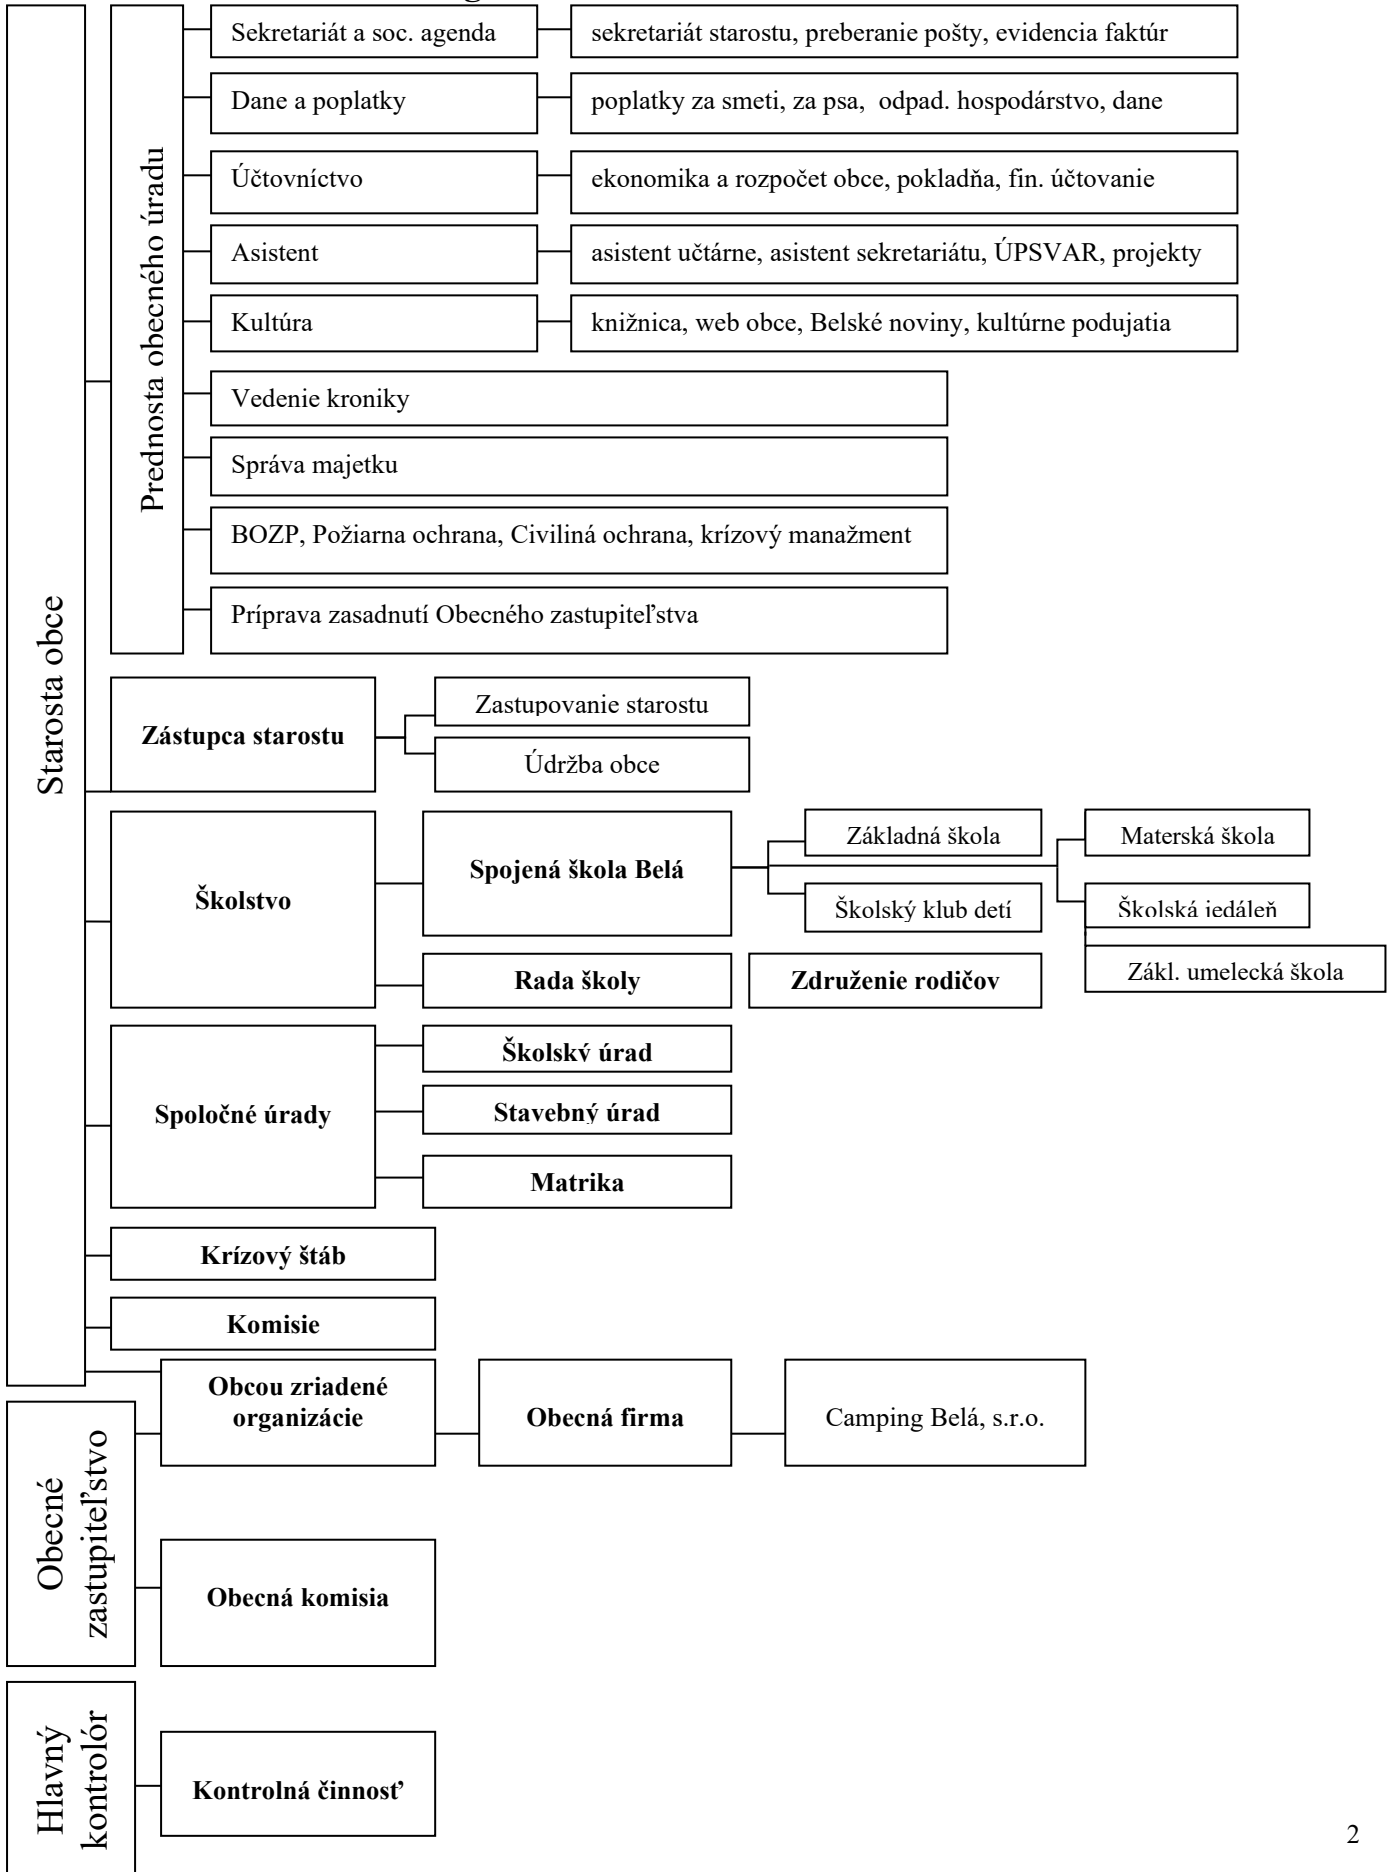 Starosta obce
Prednosta obecného úradu
Sekretariát a soc. agenda
sekretariát starostu, preberanie pošty, evidencia faktúr
Dane a poplatky
poplatky za smeti, za psa, odpad. hospodárstvo, dane
Účtovníctvo
ekonomika a rozpočet obce, pokladňa, fin. účtovanie
Asistent
asistent učtárne, asistent sekretariátu, ÚPSVAR, projekty
Kultúra
knižnica, web obce, Belské noviny, kultúrne podujatia
Vedenie kroniky
Správa majetku
BOZP, Požiarna ochrana, Civiliná ochrana, krízový manažment
Príprava zasadnutí Obecného zastupiteľstva
Zástupca starostu
Zastupovanie starostu
Údržba obce
Školstvo
Spojená škola Belá
Základná škola
Materská škola
Školský klub detí
Školská jedáleň
Zákl. umelecká škola
Rada školy
Združenie rodičov
Spoločné úrady
Školský úrad
Stavebný úrad
Matrika
Krízový štáb
Komisie
Obcou zriadené
organizácie
Obecná firma
Camping Belá, s.r.o.
Obecné
zastupiteľstvo
Obecná komisia
Hlavný
kontrolór
Kontrolná činnosť
2